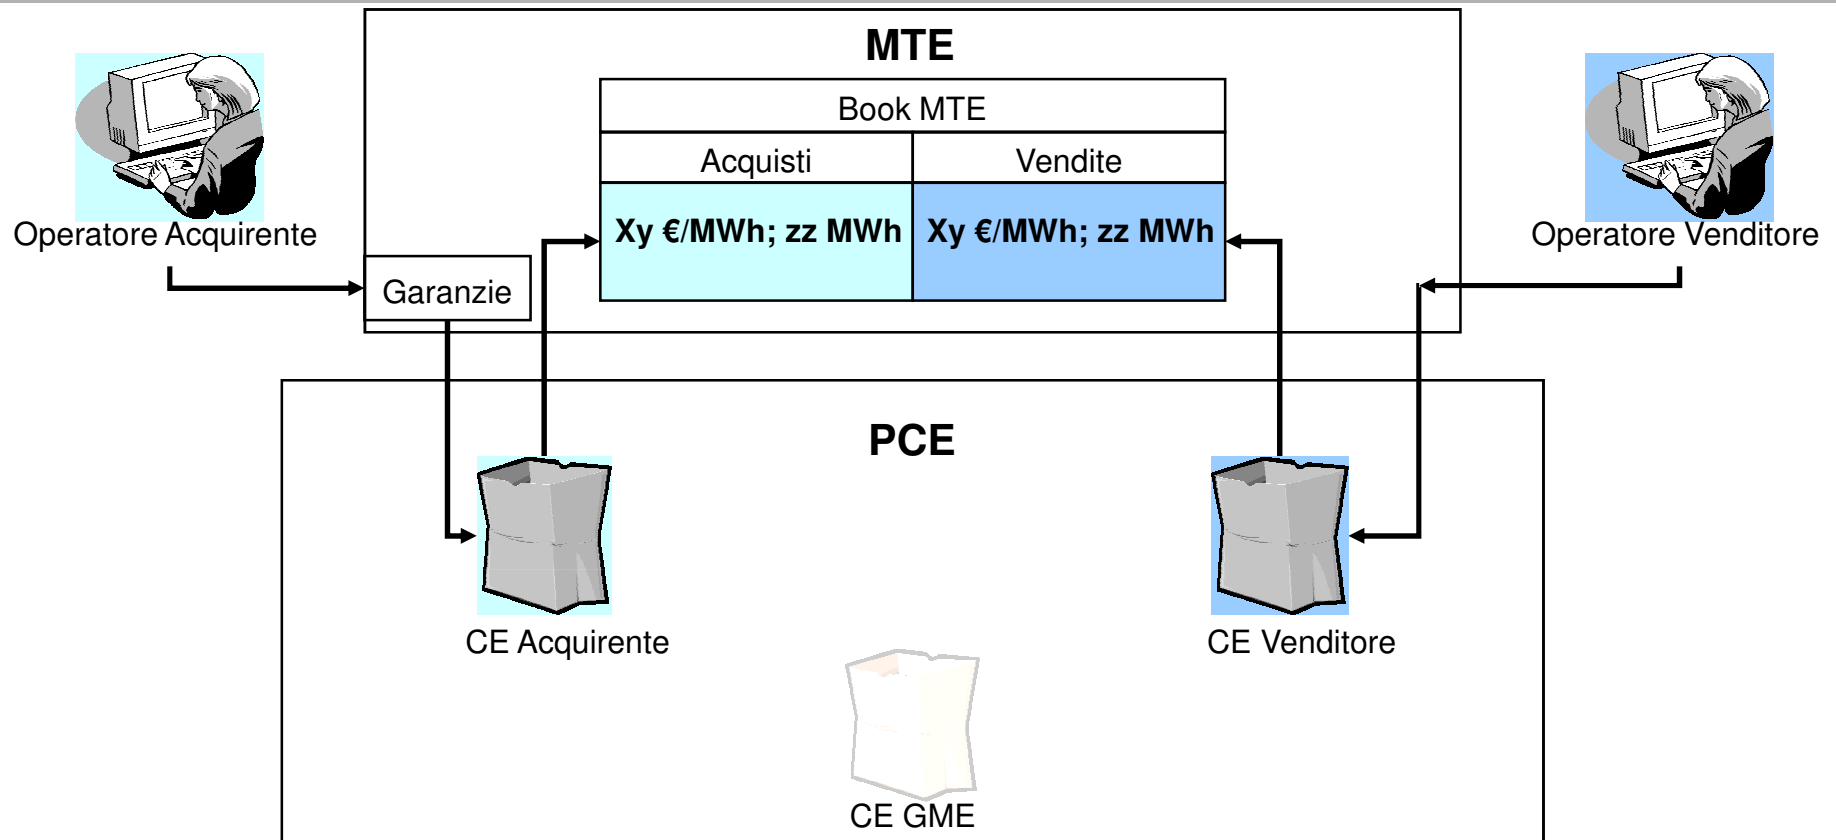 MTE
Book MTE
Acquisti Vendite
Xy €/MWh; zz MWh Xy €/MWh; zz MWh
Operatore Acquirente
Operatore Venditore
Garanzie
PCE
CE Acquirente
CE Venditore
CE GME